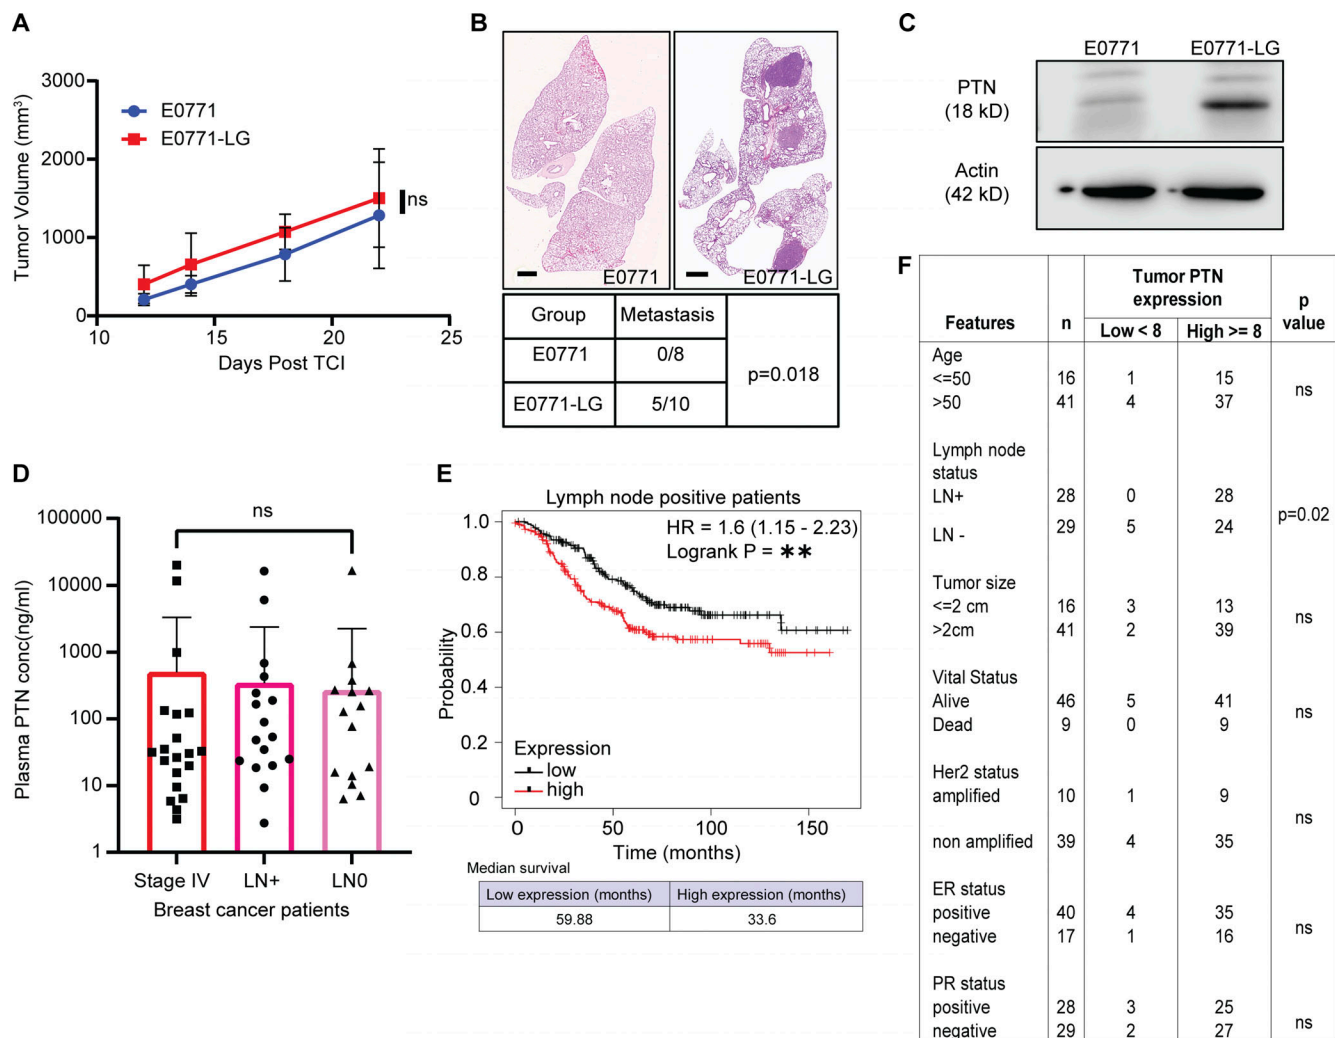 A
Tumor Volume (mm³)
3000
2000
1000
0
10
15
20
25
Days Post TCI
E0771
E0771-LG
ns
B
E0771
E0771-LG
Group Metastasis
E0771 0/8
E0771-LG 5/10
p=0.018
C
E0771 E0771-LG
PTN
(18 kD)
Actin
(42 kD)
D
Plasma PTN conc(ng/ml)
100000
10000
1000
100
10
1
ns
Stage IV LN+ LN0
Breast cancer patients
E
Lymph node positive patients
HR = 1.6 (1.15 - 2.23)
Logrank P = **
Probability
1.0
0.8
0.6
0.4
0.2
0
Expression
low
high
0 50 100 150
Time (months)
Median survival
Low expression (months) High expression (months)
59.88 33.6
F
Features n Tumor PTN expression p value
Low < 8 High >= 8
Age
<=50 16 1 15
>50 41 4 37
ns
Lymph node
status
LN+ 28 0 28
LN - 29 5 24
p=0.02
Tumor size
<=2 cm 16 3 13
>2cm 41 2 39
ns
Vital Status
Alive 46 5 41
Dead 9 0 9
ns
Her2 status
amplified 10 1 9
non amplified 39 4 35
ns
ER status
positive 40 4 35
negative 17 1 16
ns
PR status
positive 28 3 25
negative 29 2 27
ns